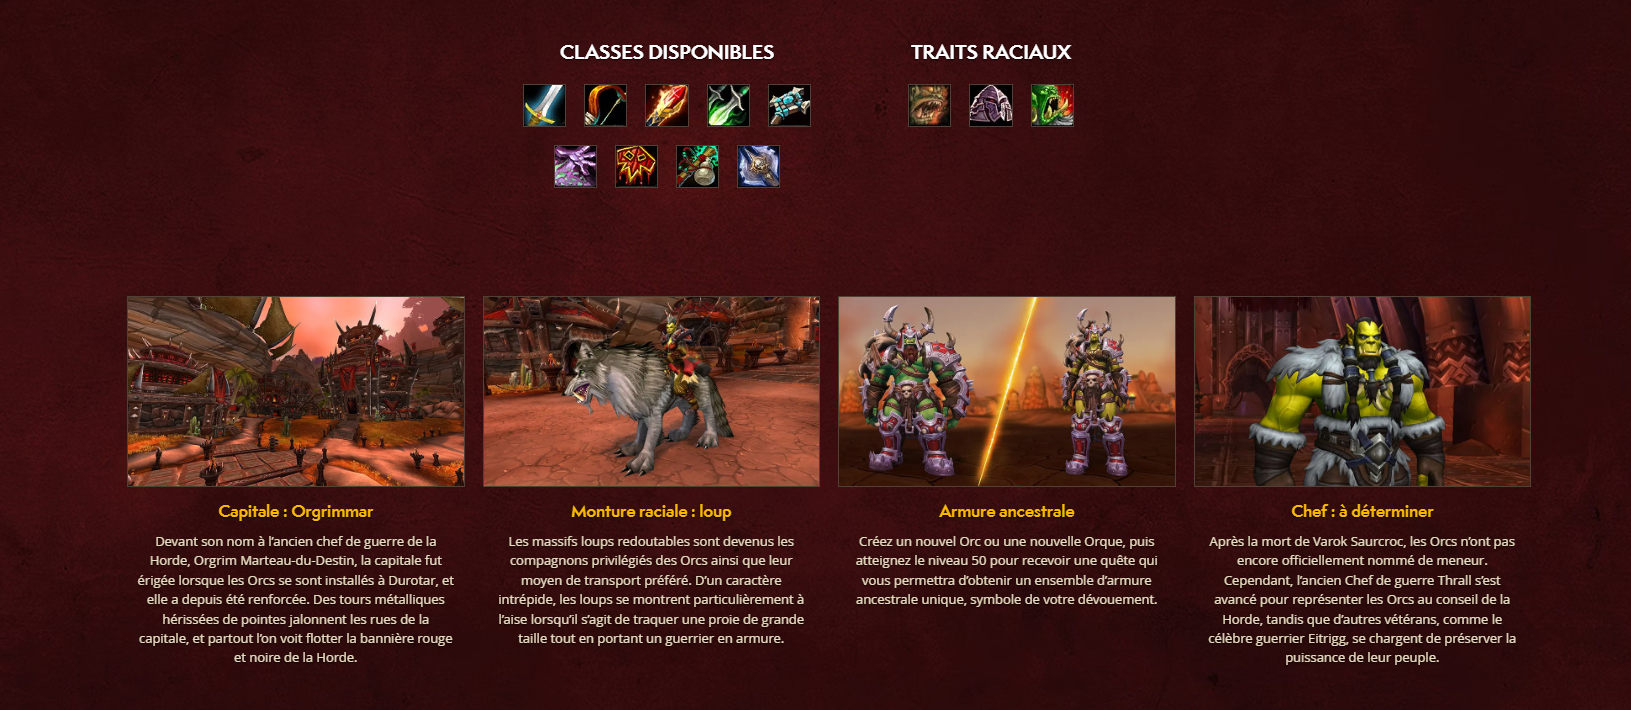 CLASSES DISPONIBLES
TRAITS RACIAUX
Capitale : Orgrimmar
Devant son nom à l’ancien chef de guerre de la
Horde, Orgrim Marteau-du-Destin, la capitale fut
érigée lorsque les Orcs se sont installés à Durotar, et
elle a depuis été renforcée. Des tours métalliques
hérissées de pointes jalonnent les rues de la
capitale, et partout l’on voit flotter la bannière rouge
et noire de la Horde.
Monture raciale : loup
Les massifs loups redoutables sont devenus les
compagnons privilégiés des Orcs ainsi que leur
moyen de transport préféré. D’un caractère
intrépide, les loups se montrent particulièrement à
l’aise lorsqu’il s’agit de traquer une proie de grande
taille tout en portant un guerrier en armure.
Armure ancestrale
Créez un nouvel Orc ou une nouvelle Orque, puis
atteignez le niveau 50 pour recevoir une quête qui
vous permettra d’obtenir un ensemble d’armure
ancestrale unique, symbole de votre dévouement.
Chef : à déterminer
Après la mort de Varok Saurcroc, les Orcs n’ont pas
encore officiellement nommé de meneur.
Cependant, l’ancien Chef de guerre Thrall s’est
avancé pour représenter les Orcs au conseil de la
Horde, tandis que d’autres vétérans, comme le
célèbre guerrier Eitrigg, se chargent de préserver la
puissance de leur peuple.